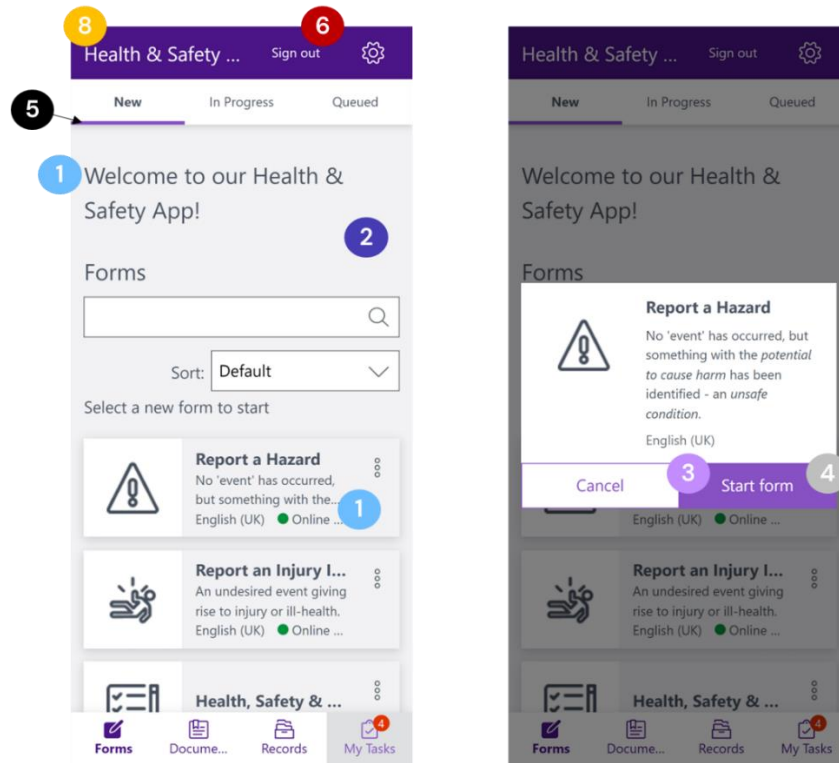 8
6
Health & Safety ...
Sign out
New
In Progress
Queued
5
1
Welcome to our Health &
Safety App!
2
Forms
Sort:
Default
Select a new form to start
Report a Hazard
No 'event' has occurred,
but something with the...
English (UK)
Online ...
1
Report an Injury I...
An undesired event giving
rise to injury or ill-health.
English (UK)
Online ...
Health, Safety & ...
4
Forms
Docume...
Records
My Tasks
Health & Safety ...
Sign out
New
In Progress
Queued
Welcome to our Health &
Safety App!
Forms
Report a Hazard
No 'event' has occurred, but
something with the potential
to cause harm has been
identified - an unsafe
condition.
English (UK)
Cancel
3
Start form
4
English (UK)
Online ...
Report an Injury I...
An undesired event giving
rise to injury or ill-health.
English (UK)
Online ...
Health, Safety & ...
4
Forms
Docume...
Records
My Tasks